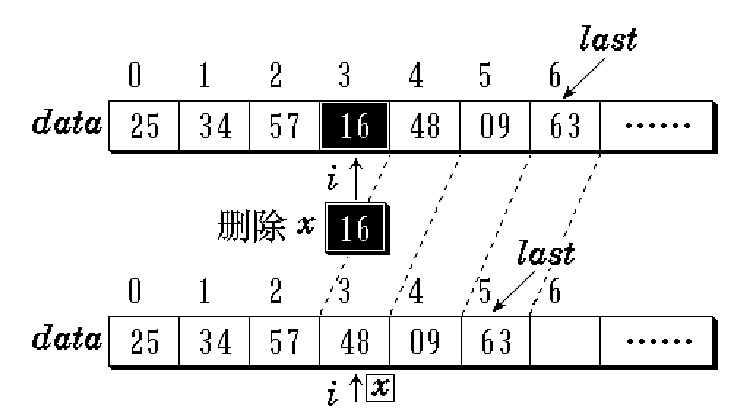 last
0 1 2 3 4 5 6
data 25 34 57 16 48 09 63 ······
i
删除 x 16
last
0 1 2 3 4 5 6
data 25 34 57 48 09 63 ······
i x